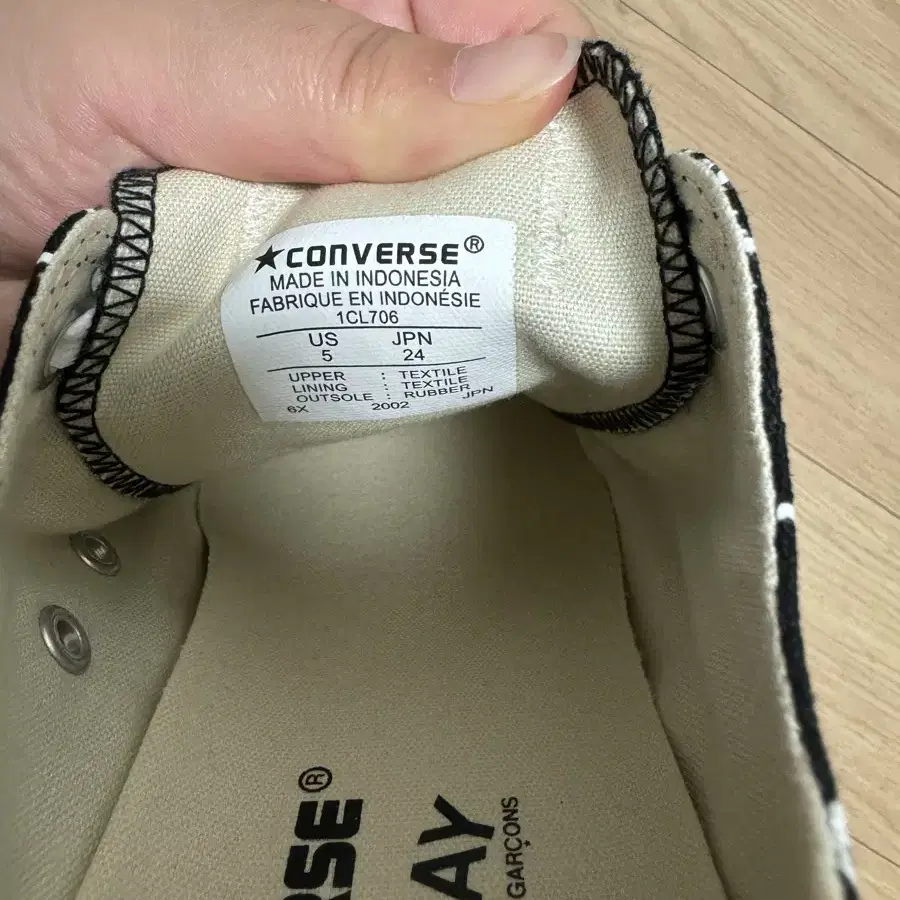 ★CONVERSE®
MADE IN INDONESIA
FABRIQUE EN INDONÉSIE
1CL706
US JPN
5 24
UPPER : TEXTILE
LINING : TEXTILE
OUTSOLE : RUBBER
6X 2002 JPN
RSE®
AY
GARÇONS